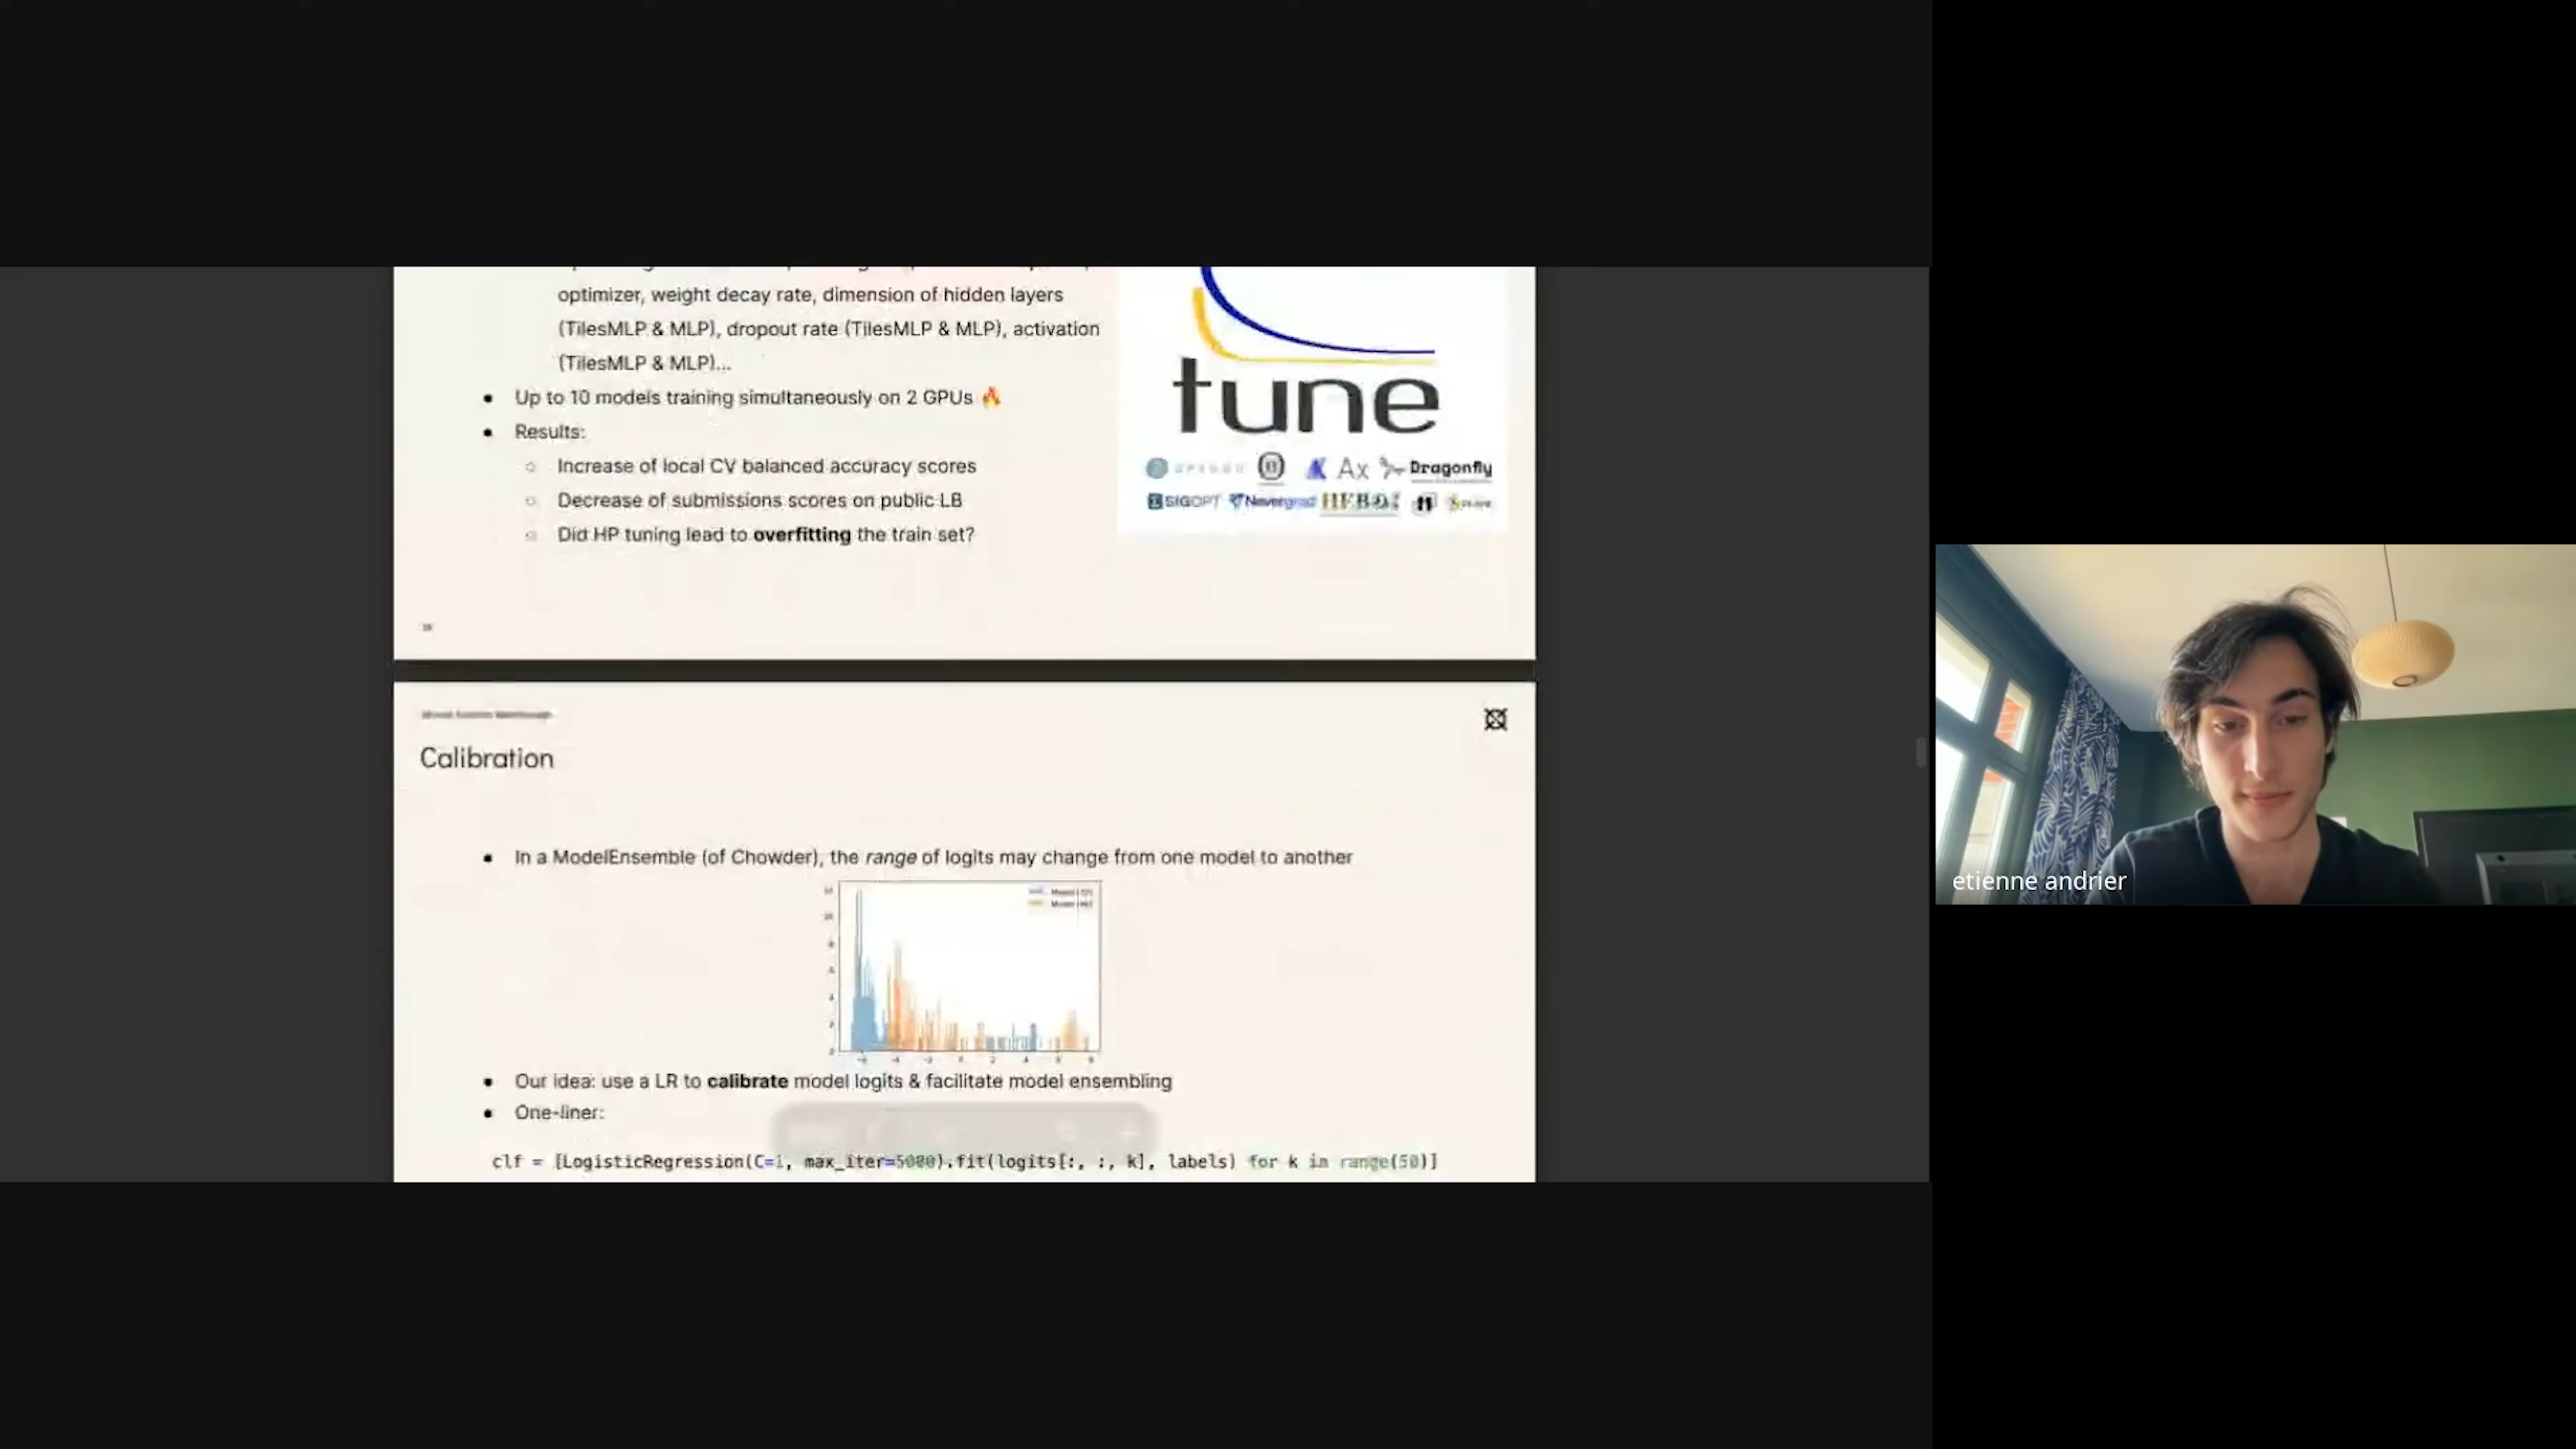 optimizer, weight decay rate, dimension of hidden layers
(TilesMLP & MLP), dropout rate (TilesMLP & MLP), activation
(TilesMLP & MLP)...
● Up to 10 models training simultaneously on 2 GPUs 🔥
● Results:
○ Increase of local CV balanced accuracy scores
○ Decrease of submissions scores on public LB
○ Did HP tuning lead to overfitting the train set?
tune
Ax Dragonfly
SIGOPT Nevergrad HEBO
Calibration
● In a ModelEnsemble (of Chowder), the range of logits may change from one model to another
● Our idea: use a LR to calibrate model logits & facilitate model ensembling
● One-liner:
clf = [LogisticRegression(C=1, max_iter=5000).fit(logits[:, :, k], labels) for k in range(50)]
etienne andrier